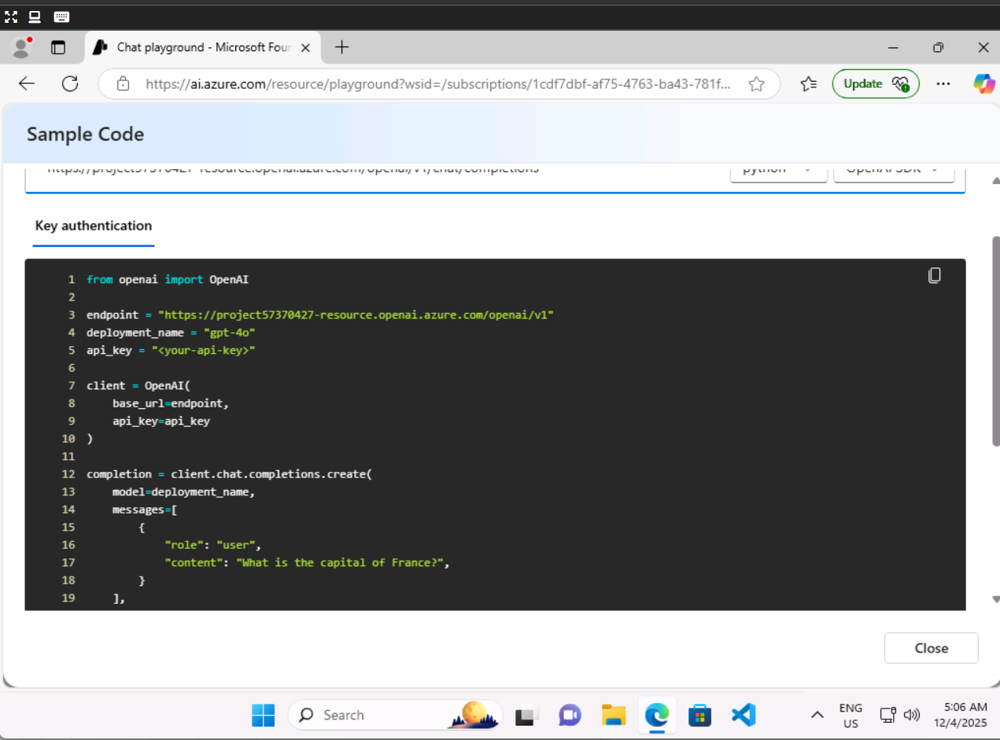 Chat playground - Microsoft Four
https://ai.azure.com/resource/playground?wsid=/subscriptions/1cdf7dbf-af75-4763-ba43-781f...
Update
Sample Code
https://project57370427-resource.openai.azure.com/openai/v1/chat/completions python OpenAI SDK
Key authentication
1 from openai import OpenAI
2
3 endpoint = "https://project57370427-resource.openai.azure.com/openai/v1"
4 deployment_name = "gpt-4o"
5 api_key = "<your-api-key>"
6
7 client = OpenAI(
8     base_url=endpoint,
9     api_key=api_key
10 )
11
12 completion = client.chat.completions.create(
13     model=deployment_name,
14     messages=[
15         {
16             "role": "user",
17             "content": "What is the capital of France?",
18         }
19     ],
Close
Search
ENG
US
5:06 AM
12/4/2025